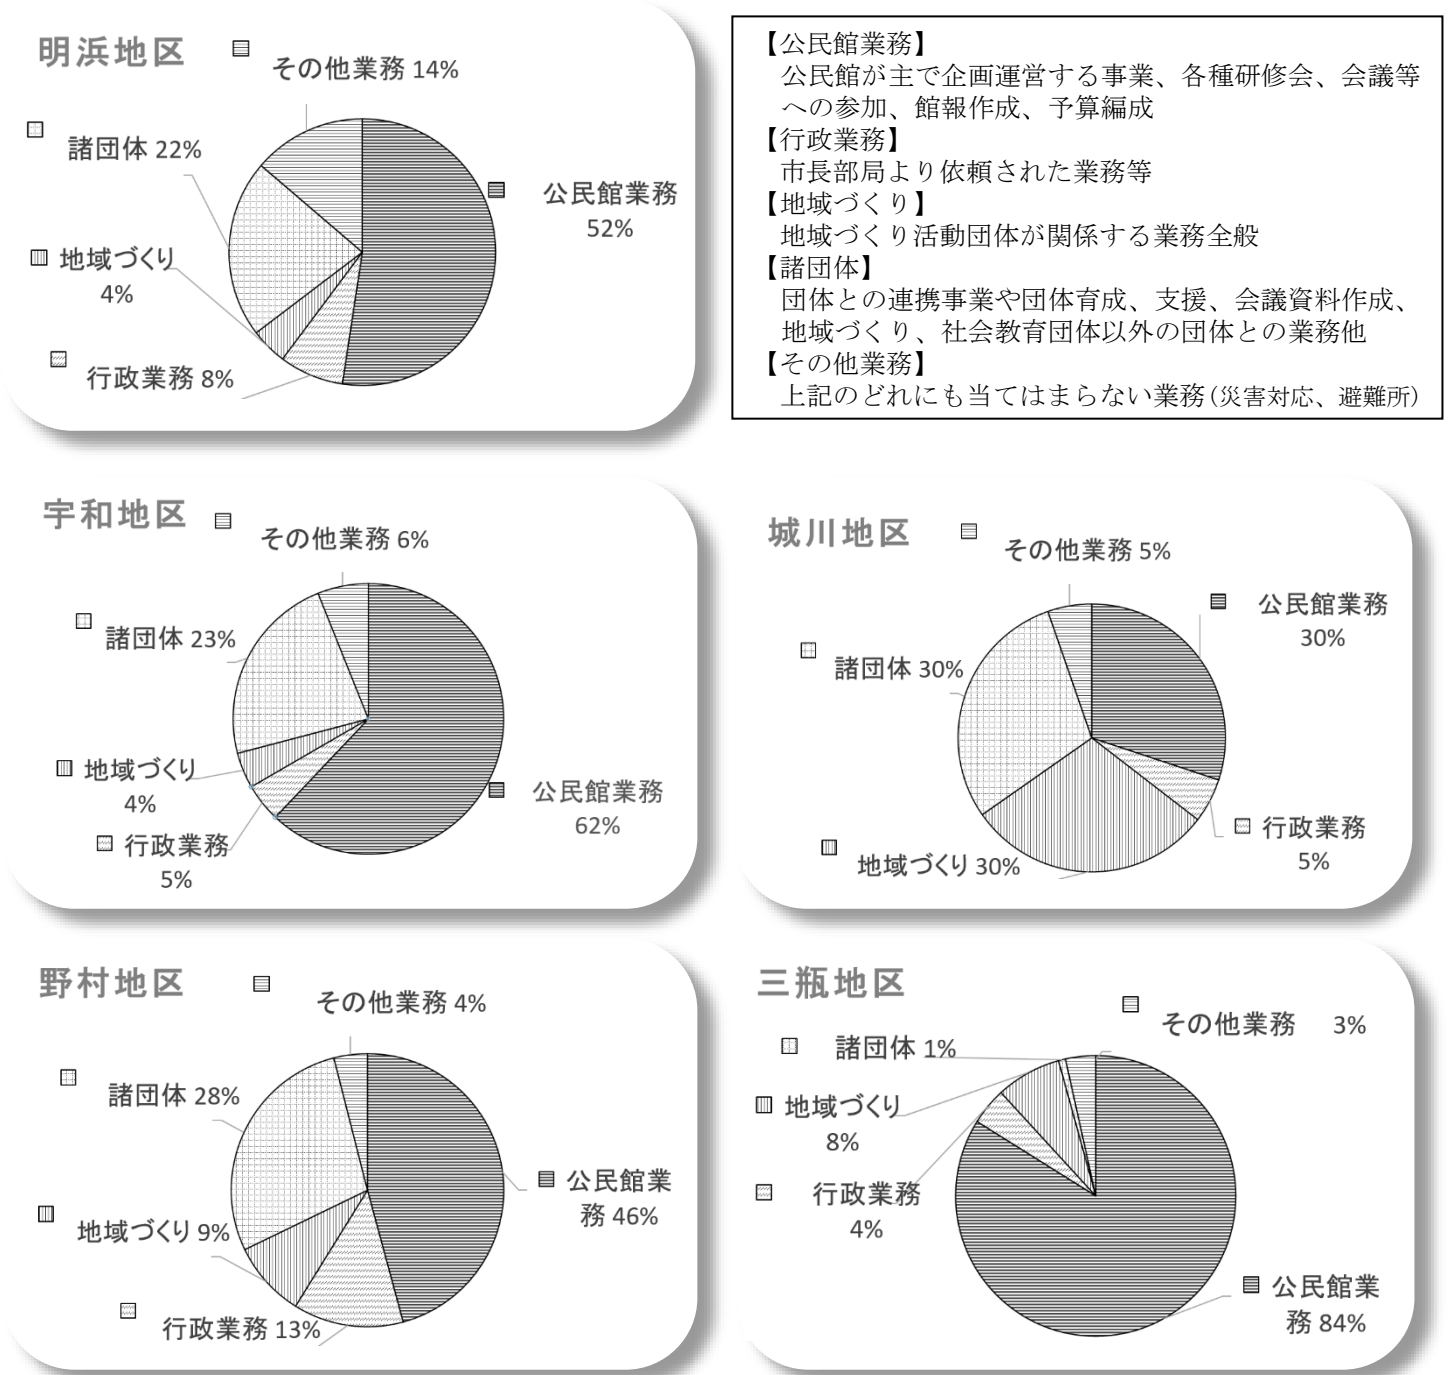 明浜地区
その他業務 14%
諸団体 22%
公民館業務
52%
地域づくり
4%
行政業務 8%
【公民館業務】
公民館が主で企画運営する事業、各種研修会、会議等
への参加、館報作成、予算編成
【行政業務】
市長部局より依頼された業務等
【地域づくり】
地域づくり活動団体が関係する業務全般
【諸団体】
団体との連携事業や団体育成、支援、会議資料作成、
地域づくり、社会教育団体以外の団体との業務他
【その他業務】
上記のどれにも当てはまらない業務(災害対応、避難所)
宇和地区
その他業務 6%
諸団体 23%
地域づくり
4%
公民館業務
62%
行政業務
5%
城川地区
その他業務 5%
公民館業務
30%
諸団体 30%
行政業務
5%
地域づくり 30%
野村地区
その他業務 4%
諸団体 28%
公民館業
務 46%
地域づくり 9%
行政業務 13%
三瓶地区
その他業務 3%
諸団体 1%
地域づくり
8%
行政業務
4%
公民館業
務 84%